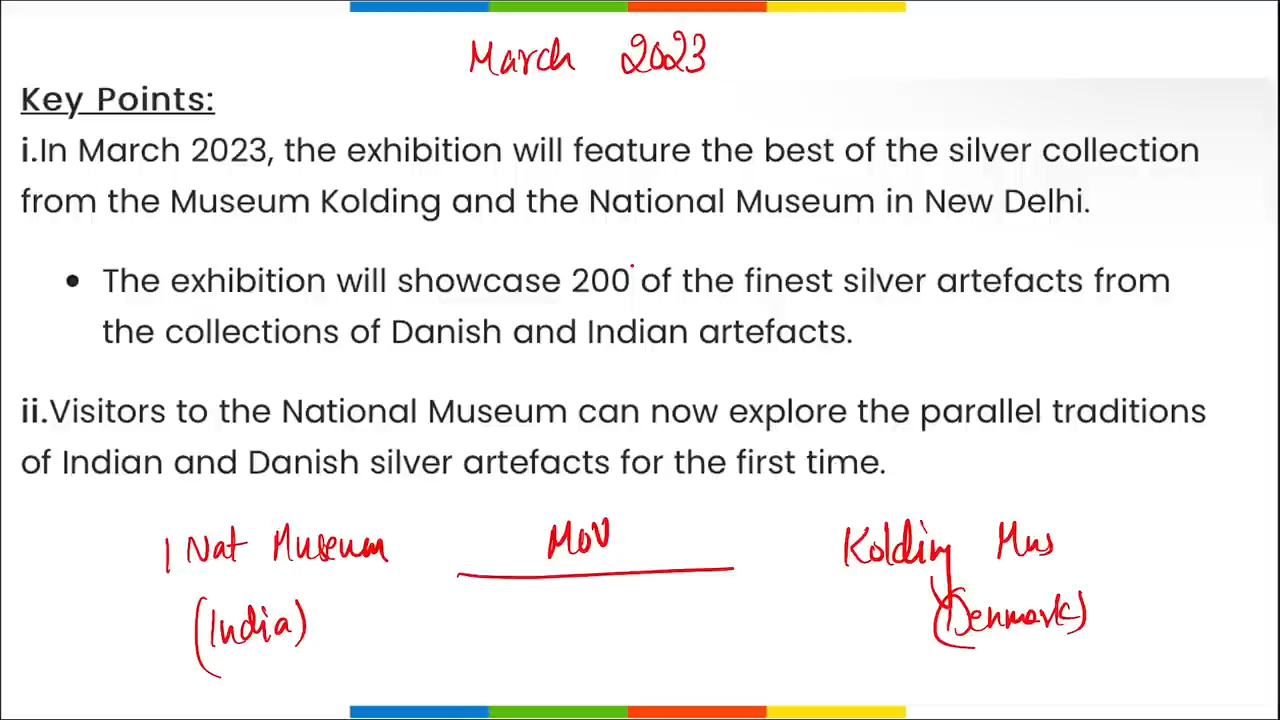 March 2023
Key Points:
i.In March 2023, the exhibition will feature the best of the silver collection
from the Museum Kolding and the National Museum in New Delhi.
• The exhibition will showcase 200 of the finest silver artefacts from
the collections of Danish and Indian artefacts.
ii.Visitors to the National Museum can now explore the parallel traditions
of Indian and Danish silver artefacts for the first time.
| Nat Museum MOU Kolding Mus
(India) (Denmark)